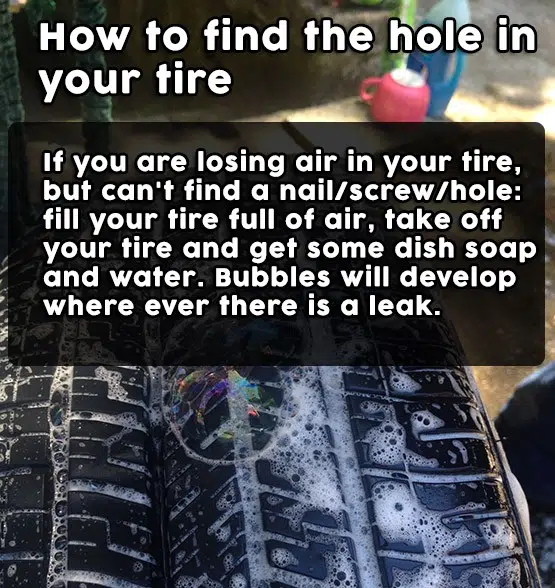 How to find the hole in
your tire
If you are losing air in your tire,
but can't find a nail/screw/hole:
fill your tire full of air, take off
your tire and get some dish soap
and water. Bubbles will develop
where ever there is a leak.